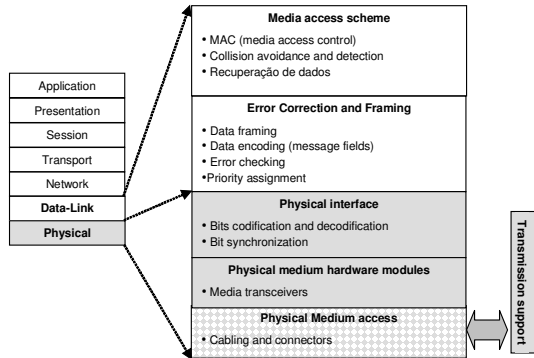 Application
Presentation
Session
Transport
Network
Data-Link
Physical
Media access scheme
• MAC (media access control)
• Collision avoidance and detection
• Recuperação de dados
Error Correction and Framing
• Data framing
• Data encoding (message fields)
• Error checking
•Priority assignment
Physical interface
• Bits codification and decodification
• Bit synchronization
Physical medium hardware modules
• Media transceivers
Physical Medium access
• Cabling and connectors
Transmission support